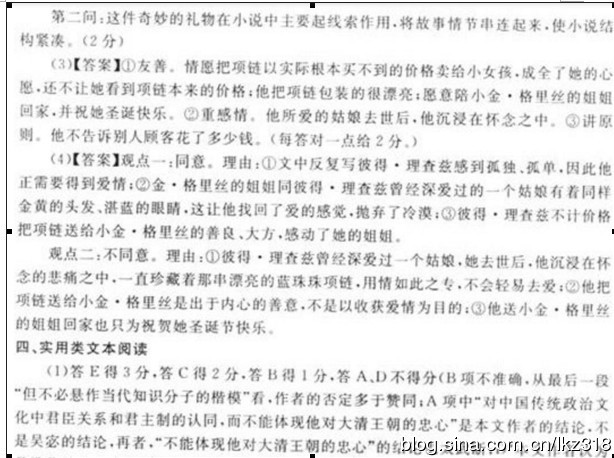 第二问:这件奇妙的礼物在小说中主要起线索作用,将故事情节串连起来,使小说结
构紧凑。(2分)
(3)【答案】①友善。情愿把项链以实际根本买不到的价格卖给小女孩,成全了她的心
愿,还不让她看到项链本来的价格;他把项链包装的很漂亮;愿意陪小金·格里丝的姐姐
回家,并祝她圣诞快乐。②重感情。他所爱的姑娘去世后,他沉浸在怀念之中。③讲原
则。他不告诉别人顾客花了多少钱。(每答对一点给2分。)
(4)【答案】观点一:同意。理由:①文中反复写彼得·理查兹感到孤独、孤单,因此他
正需要得到爱情;②金·格里丝的姐姐同彼得·理查兹曾经深爱过的一个姑娘有着同样
金黄的头发、湛蓝的眼睛,这让他找回了爱的感觉,抛弃了冷漠;③彼得·理查兹不计价格
把项链送给小金·格里丝的善良、大方,感动了她的姐姐。
观点二:不同意。理由:①彼得·理查兹曾经深爱过一个姑娘,她去世后,他沉浸在怀
念的悲痛之中,一直珍藏着那串漂亮的蓝珠珠项链,用情如此之专,不会轻易去爱;②他把
项链送给小金·格里丝是出于内心的善意,不是以收获爱情为目的;③他送小金·格里丝
的姐姐回家也只为祝贺她圣诞节快乐。
四、实用类文本阅读
(1)答E得3分,答C得2分,答B得1分,答A、D不得分(B项不准确,从最后一段
“但不必悬作当代知识分子的楷模”看,作者的否定多于赞同;A项中“对中国传统政治文
化中君臣关系和君主制的认同,而不能体现他对大清王朝的忠心”是本文作者的结论,不
是吴宓的结论,再者,“不能体现他对大清王朝的忠心”的
blog.sina.com.cn/lkz318